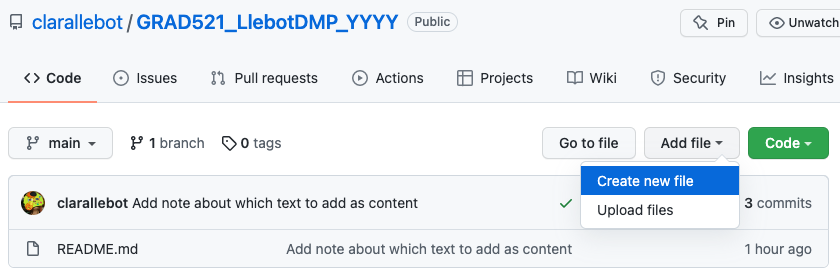 clarallebot / GRAD521_LlebotDMP_YYYY Public Pin Unwatch
Code Issues Pull requests Actions Projects Wiki Security Insights
main 1 branch 0 tags Go to file Add file Code
Create new file
Upload files
clarallebot Add note about which text to add as content 3 commits
README.md Add note about which text to add as content 1 hour ago